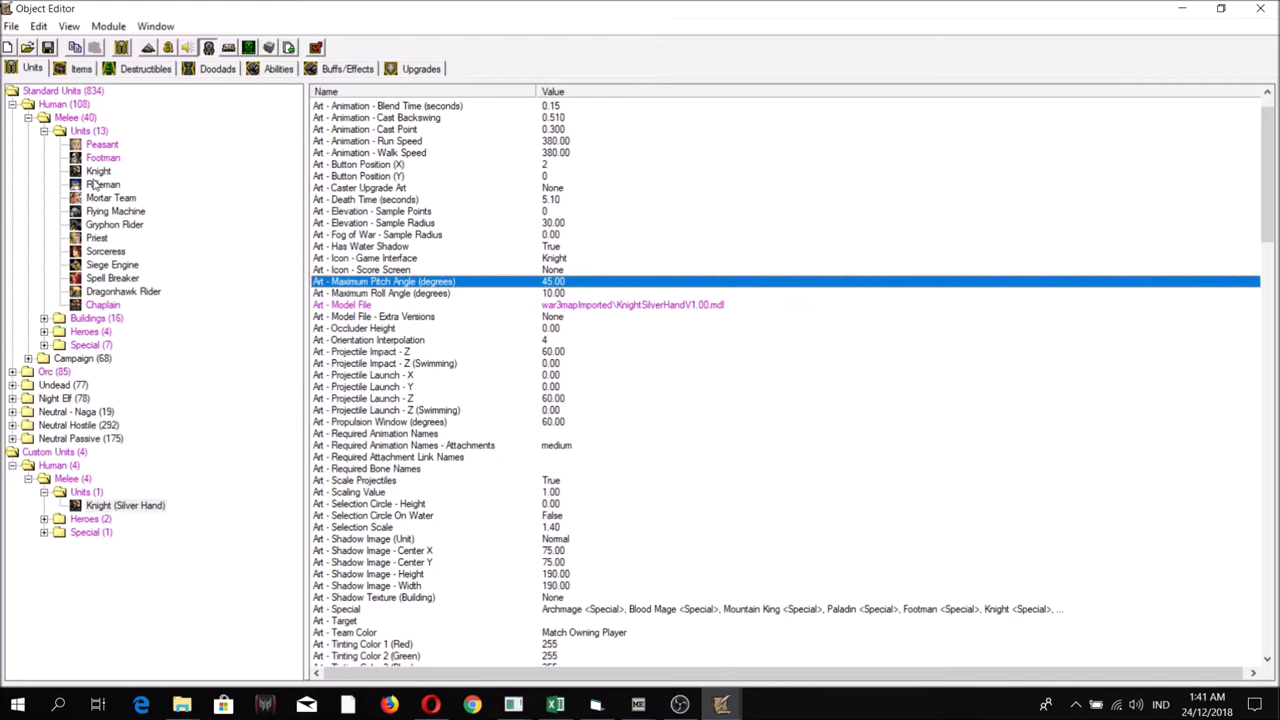 Object Editor
File Edit View Module Window
Units Items Destructibles Doodads Abilities Buffs/Effects Upgrades
Standard Units (834)
Human (108)
Melee (40)
Units (13)
Peasant
Footman
Knight
Mortar Team
Flying Machine
Gryphon Rider
Priest
Sorceress
Siege Engine
Spell Breaker
Dragonhawk Rider
Chaplain
Buildings (16)
Heroes (4)
Special (7)
Campaign (68)
Orc (85)
Undead (77)
Night Elf (78)
Neutral - Naga (19)
Neutral Hostile (292)
Neutral Passive (175)
Custom Units (4)
Human (4)
Melee (4)
Units (1)
Knight (Silver Hand)
Heroes (2)
Special (1)
Name Value
Art - Animation - Blend Time (seconds) 0.15
Art - Animation - Cast Backswing 0.510
Art - Animation - Cast Point 0.300
Art - Animation - Run Speed 380.00
Art - Animation - Walk Speed 380.00
Art - Button Position (X) 2
Art - Button Position (Y) 0
Art - Caster Upgrade Art None
Art - Death Time (seconds) 5.10
Art - Elevation - Sample Points 0
Art - Elevation - Sample Radius 30.00
Art - Fog of War - Sample Radius 0.00
Art - Has Water Shadow True
Art - Icon - Game Interface Knight
Art - Icon - Score Screen None
Art - Maximum Pitch Angle (degrees) 45.00
Art - Maximum Roll Angle (degrees) 10.00
Art - Model File war3mapImported\KnightSilverHandV1.00.mdl
Art - Model File - Extra Versions None
Art - Occluder Height 0.00
Art - Orientation Interpolation 4
Art - Projectile Impact - Z 60.00
Art - Projectile Impact - Z (Swimming) 0.00
Art - Projectile Launch - X 0.00
Art - Projectile Launch - Y 0.00
Art - Projectile Launch - Z 60.00
Art - Projectile Launch - Z (Swimming) 0.00
Art - Propulsion Window (degrees) 60.00
Art - Required Animation Names
Art - Required Animation Names - Attachments medium
Art - Required Attachment Link Names
Art - Required Bone Names
Art - Scale Projectiles True
Art - Scaling Value 1.00
Art - Selection Circle - Height 0.00
Art - Selection Circle On Water False
Art - Selection Scale 1.40
Art - Shadow Image (Unit) Normal
Art - Shadow Image - Center X 75.00
Art - Shadow Image - Center Y 75.00
Art - Shadow Image - Height 190.00
Art - Shadow Image - Width 190.00
Art - Shadow Texture (Building) None
Art - Special Archmage <Special>, Blood Mage <Special>, Mountain King <Special>, Paladin <Special>, Footman <Special>, Knight <Special>, ...
Art - Target
Art - Team Color Match Owning Player
Art - Tinting Color 1 (Red) 255
Art - Tinting Color 2 (Green) 255
IND
1:41 AM
24/12/2018